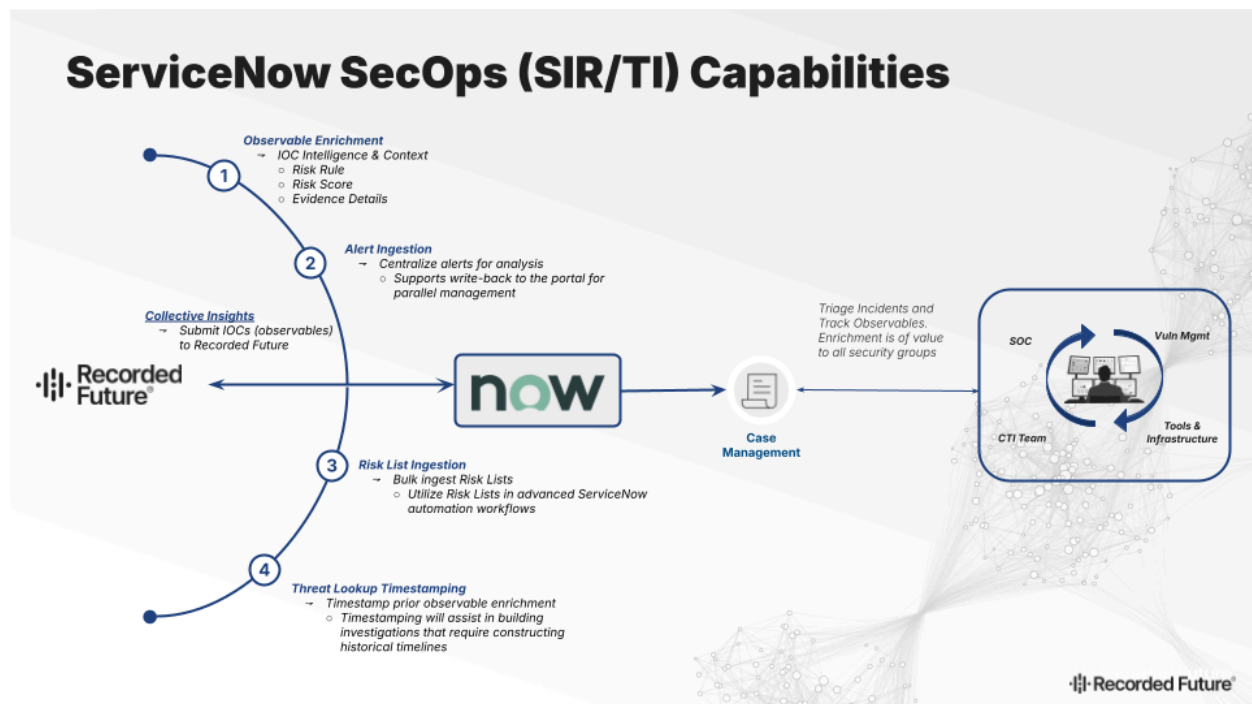 ServiceNow SecOps (SIR/TI) Capabilities
Observable Enrichment
→ IOC Intelligence & Context
○ Risk Rule
○ Risk Score
○ Evidence Details
1
Alert Ingestion
→ Centralize alerts for analysis
○ Supports write-back to the portal for
parallel management
2
Collective Insights
→ Submit IOCs (observables)
to Recorded Future
Recorded
Future®
now
Triage Incidents and
Track Observables.
Enrichment is of value
to all security groups
Case
Management
SOC
Vuln Mgmt
CTI Team
Tools &
Infrastructure
3
Risk List Ingestion
→ Bulk ingest Risk Lists
○ Utilize Risk Lists in advanced ServiceNow
automation workflows
4
Threat Lookup Timestamping
→ Timestamp prior observable enrichment
○ Timestamping will assist in building
investigations that require constructing
historical timelines
Recorded Future®